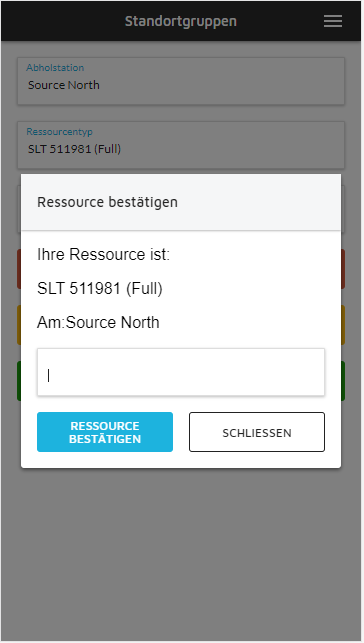 Standortgruppen
Abholstation
Source North
Ressourcentyp
SLT 511981 (Full)
Ressource bestätigen
Ihre Ressource ist:
SLT 511981 (Full)
Am:Source North
RESSOURCE
BESTÄTIGEN
SCHLIESSEN